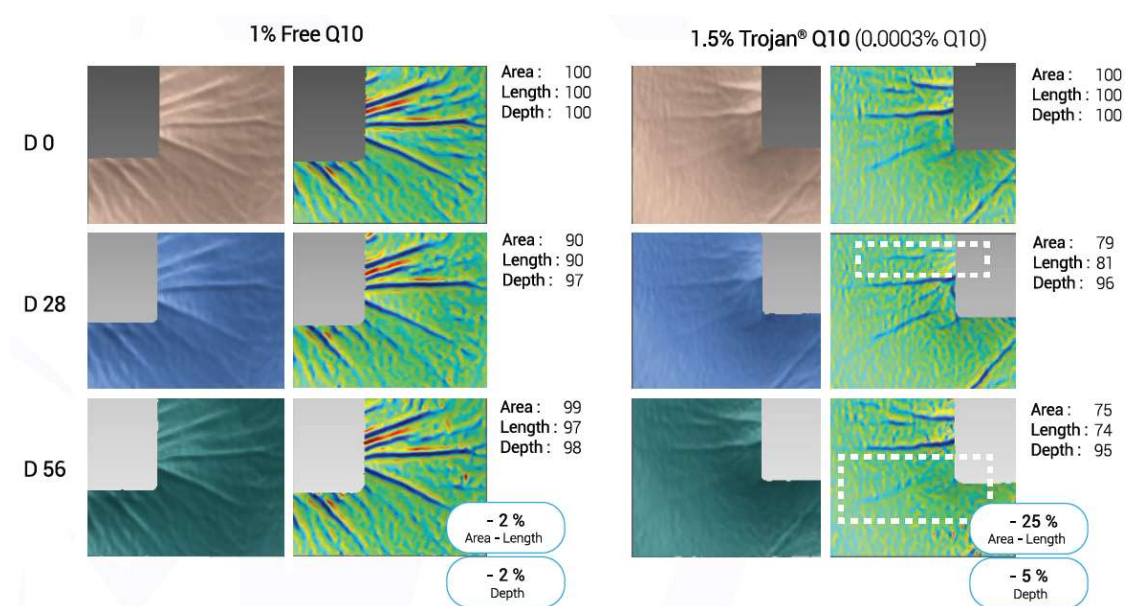 1% Free Q10
1.5% Trojan® Q10 (0.0003% Q10)
D 0
Area : 100
Length : 100
Depth : 100
Area : 100
Length : 100
Depth : 100
D 28
Area : 90
Length : 90
Depth : 97
Area : 79
Length : 81
Depth : 96
D 56
Area : 99
Length : 97
Depth : 98
Area : 75
Length : 74
Depth : 95
- 2 %
Area - Length
- 2 %
Depth
- 25 %
Area - Length
- 5 %
Depth